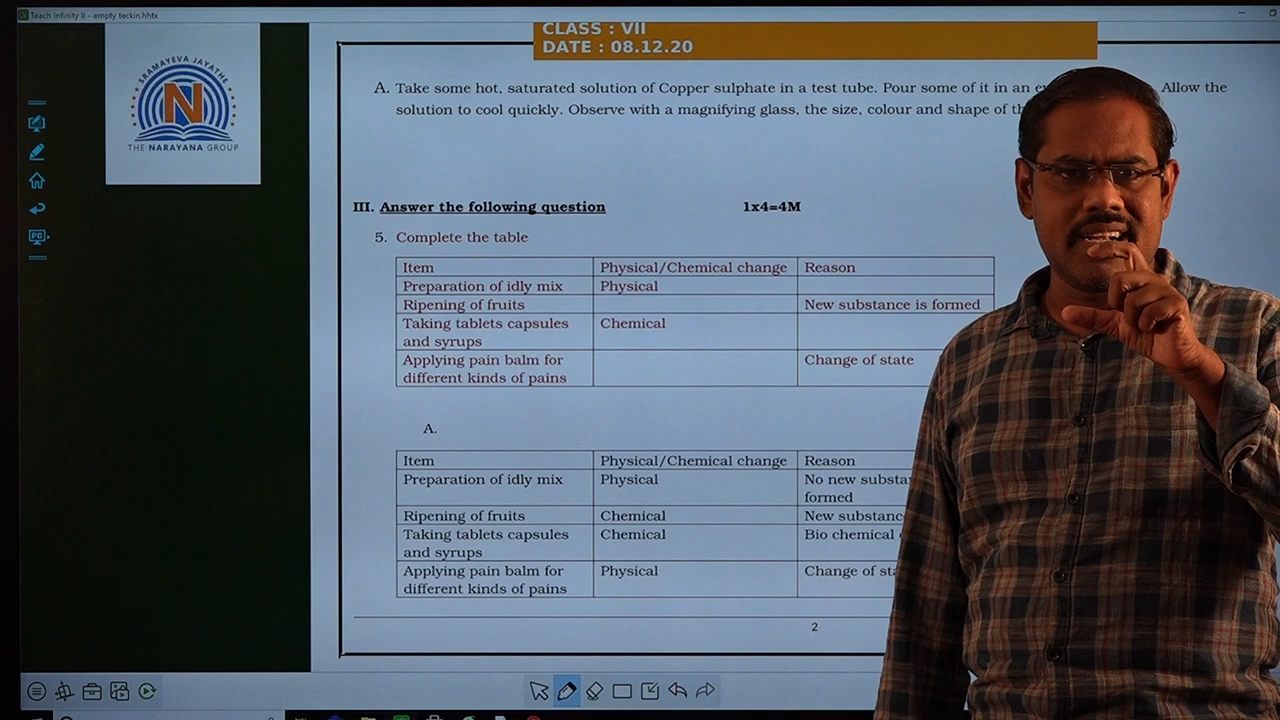 Teach Infinity II - empty teckin.hhtx
SRAMAYEVA JAYATHE
N
THE NARAYANA GROUP
CLASS : VII
DATE : 08.12.20
A. Take some hot, saturated solution of Copper sulphate in a test tube. Pour some of it in an Allow the
solution to cool quickly. Observe with a magnifying glass, the size, colour and shape of
III. Answer the following question 1x4=4M
5. Complete the table
Item Physical/Chemical change Reason
Preparation of idly mix Physical
Ripening of fruits New substance is formed
Taking tablets capsules Chemical
and syrups
Applying pain balm for Change of state
different kinds of pains
A.
Item Physical/Chemical change Reason
Preparation of idly mix Physical No new
formed
Ripening of fruits Chemical New substance
Taking tablets capsules Chemical Bio chemical
and syrups
Applying pain balm for Physical Change of
different kinds of pains
2
PC